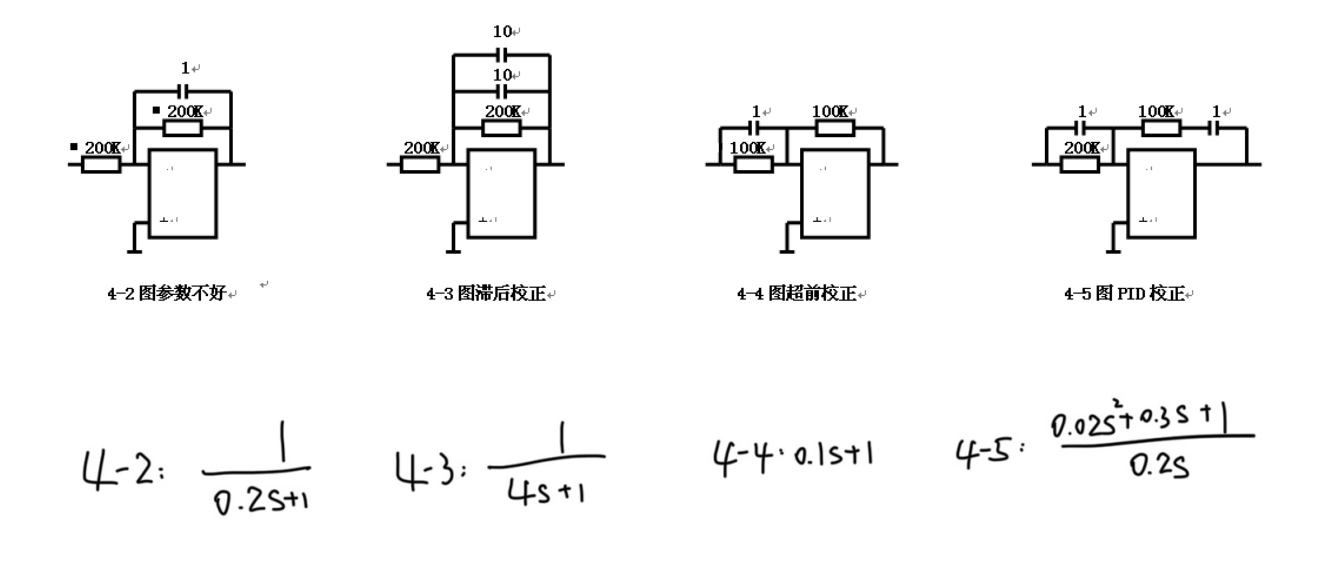 1
200K
200K
+
4-2 图参数不好
10
10
200K
200K
+
4-3 图滞后校正
1
100K
100K
+
4-4 图超前校正
1
100K
1
200K
+
4-5 图 PID 校正
4-2: 1/(0.2s+1)
4-3: 1/(4s+1)
4-4: 0.1s+1
4-5: (0.02s²+0.3s+1)/(0.2s)